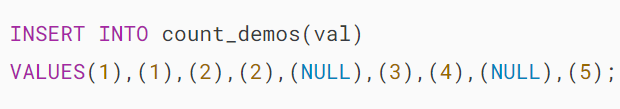 INSERT INTO count_demos(val)
VALUES(1),(1),(2),(2),(NULL),(3),(4),(NULL),(5);